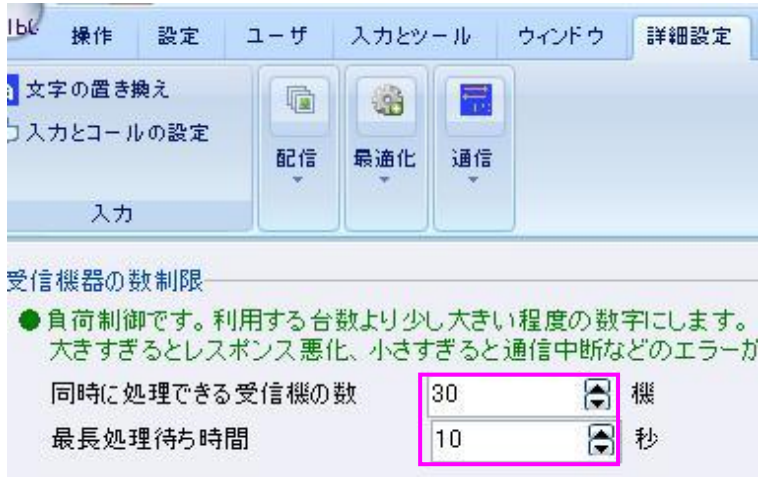 操作 設定 ユーザ 入力とツール ウィンドウ 詳細設定
文字の置き換え
入力とコールの設定
配信 最適化 通信
入力
受信機器の数制限
●負荷制御です。利用する台数より少し大きい程度の数字にします。
大きすぎるとレスポンス悪化、小さすぎると通信中断などのエラーが
同時に処理できる受信機の数 30 機
最長処理待ち時間 10 秒